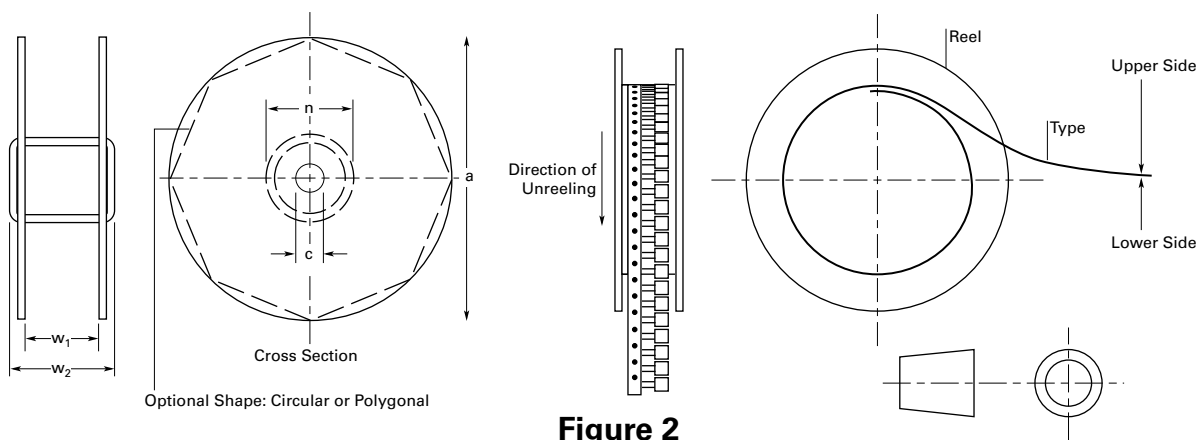 n
a
c
w₁
w₂
Cross Section
Optional Shape: Circular or Polygonal
Direction of
Unreeling
Reel
Type
Upper Side
Lower Side
Figure 2